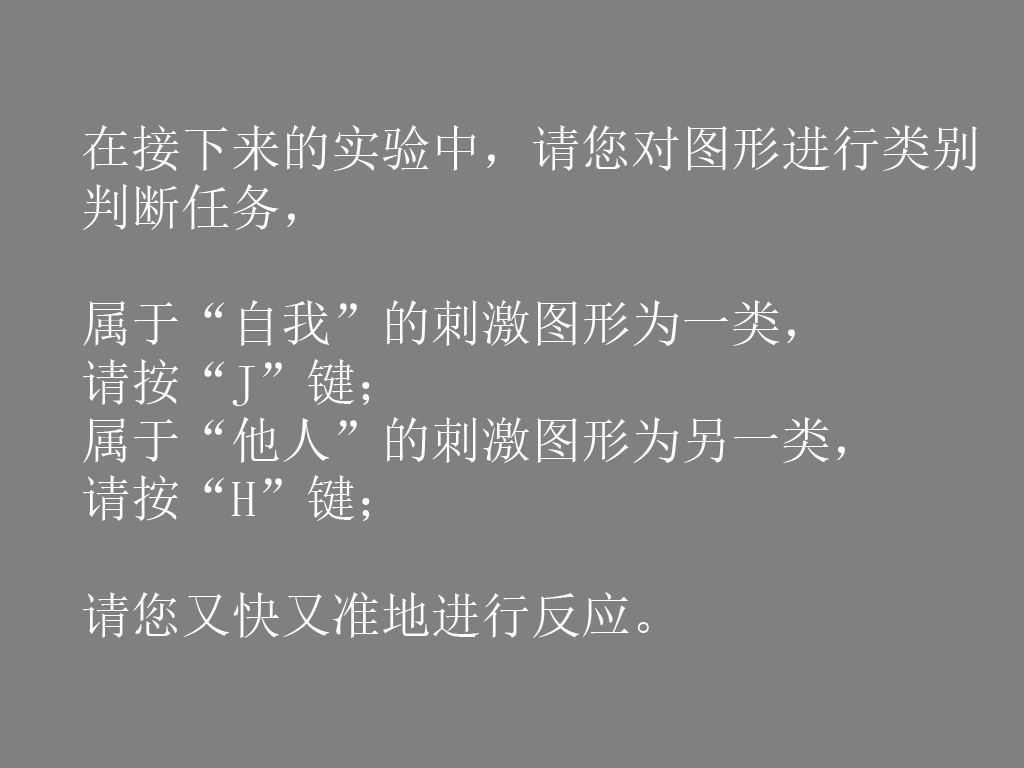 在接下来的实验中，请您对图形进行类别
判断任务，
属于“自我”的刺激图形为一类，
请按“J”键；
属于“他人”的刺激图形为另一类，
请按“H”键；
请您又快又准地进行反应。